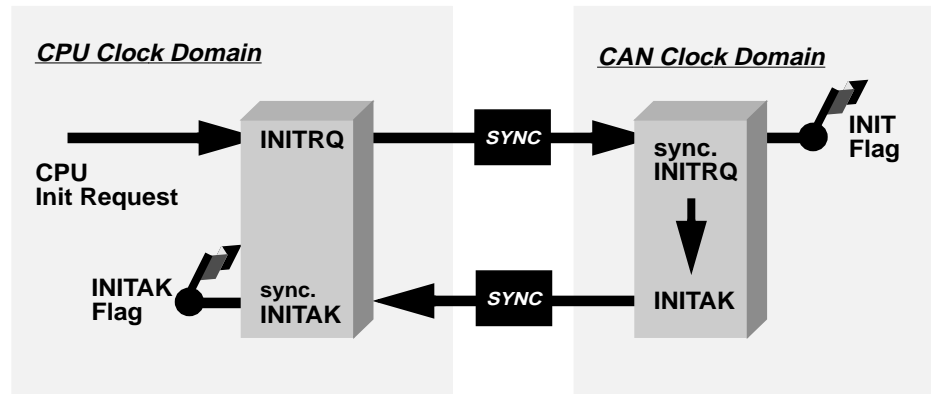 CPU Clock Domain
CAN Clock Domain
INITRQ
SYNC
sync.
INITRQ
INIT
Flag
CPU
Init Request
INITAK
Flag
sync.
INITAK
SYNC
INITAK